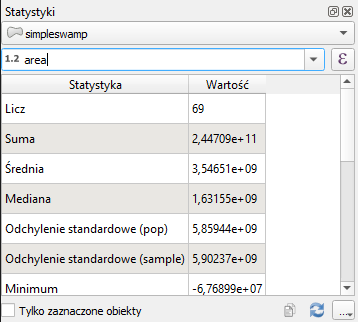 Statystyki
simpleswamp
1.2 area
ε
Statystyka Wartość
Licz 69
Suma 2,44709e+11
Średnia 3,54651e+09
Mediana 1,63155e+09
Odchylenie standardowe (pop) 5,85944e+09
Odchylenie standardowe (sample) 5,90237e+09
Minimum -6,76899e+07
Tylko zaznaczone obiekty
...